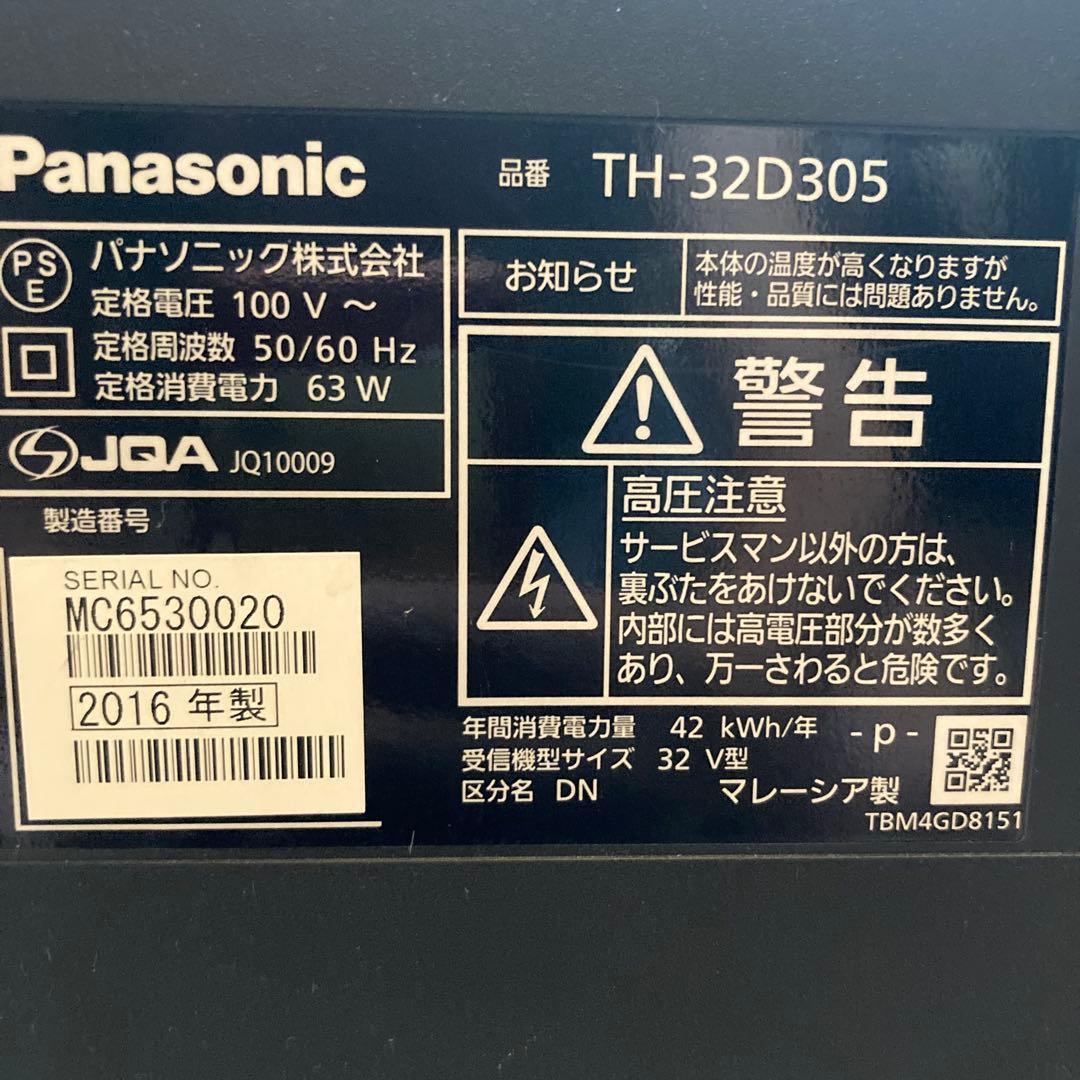 Panasonic
品番 TH-32D305
PS
E
パナソニック株式会社
定格電圧 100 V ～
定格周波数 50/60 Hz
定格消費電力 63 W
JQA JQ10009
製造番号
SERIAL NO.
MC6530020
2016 年製
お知らせ
本体の温度が高くなりますが
性能・品質には問題ありません。
警告
高圧注意
サービスマン以外の方は、
裏ぶたをあけないでください。
内部には高電圧部分が数多く
あり、万一さわると危険です。
年間消費電力量 42 kWh/年
受信機型サイズ 32 V型
区分名 DN
- p -
マレーシア製
TBM4GD8151